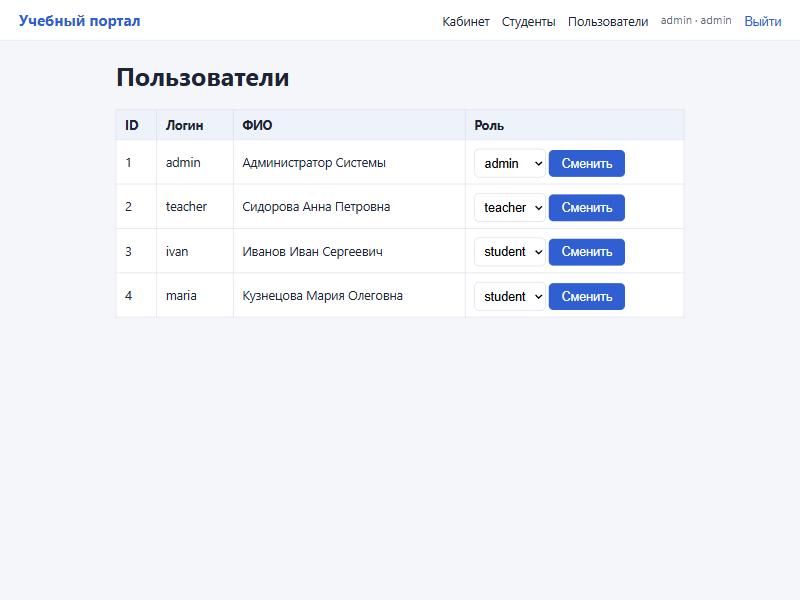 Учебный портал Кабинет Студенты Пользователи admin · admin Выйти
Пользователи
ID Логин ФИО Роль
1 admin Администратор Системы admin Сменить
2 teacher Сидорова Анна Петровна teacher Сменить
3 ivan Иванов Иван Сергеевич student Сменить
4 maria Кузнецова Мария Олеговна student Сменить